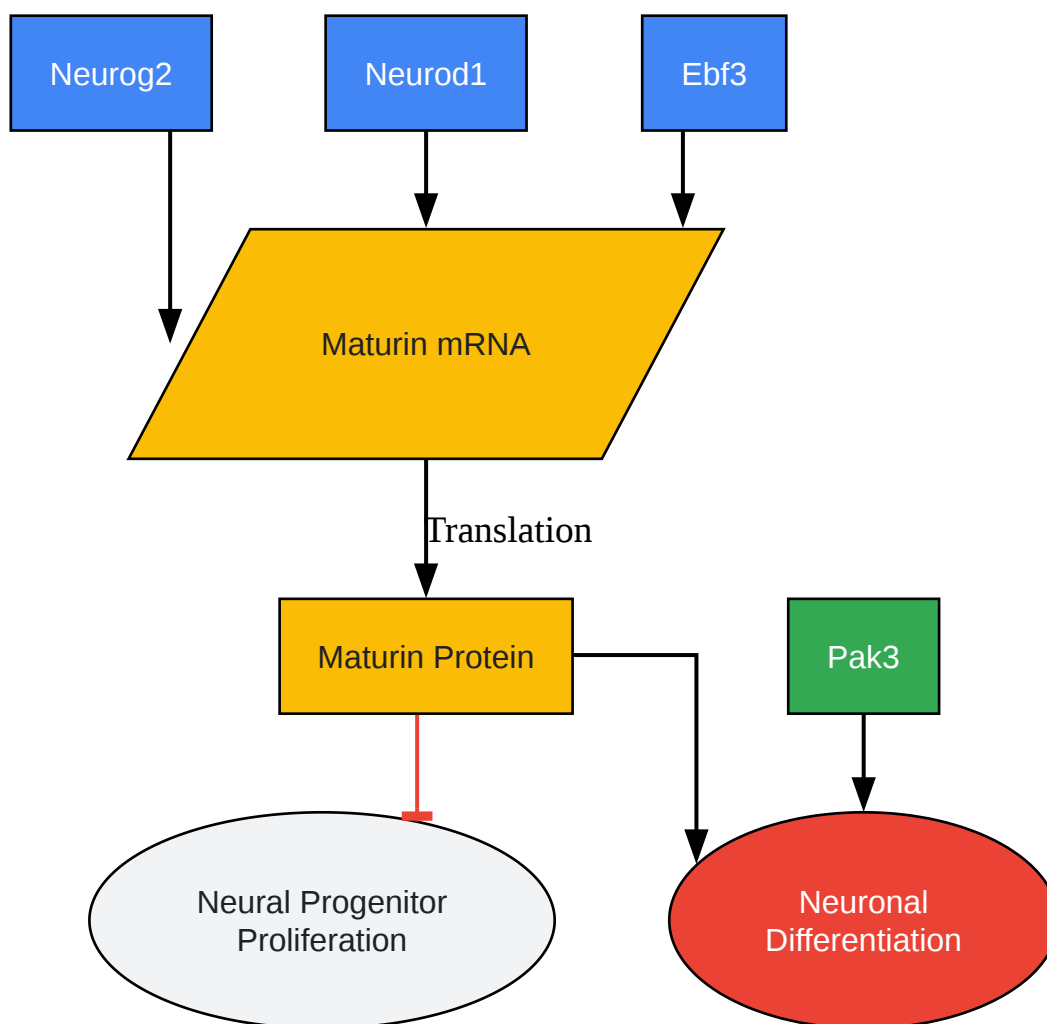 Neurog2
Neurod1
Ebf3
Maturin mRNA
Translation
Maturin Protein
Pak3
Neural Progenitor
Proliferation
Neuronal
Differentiation